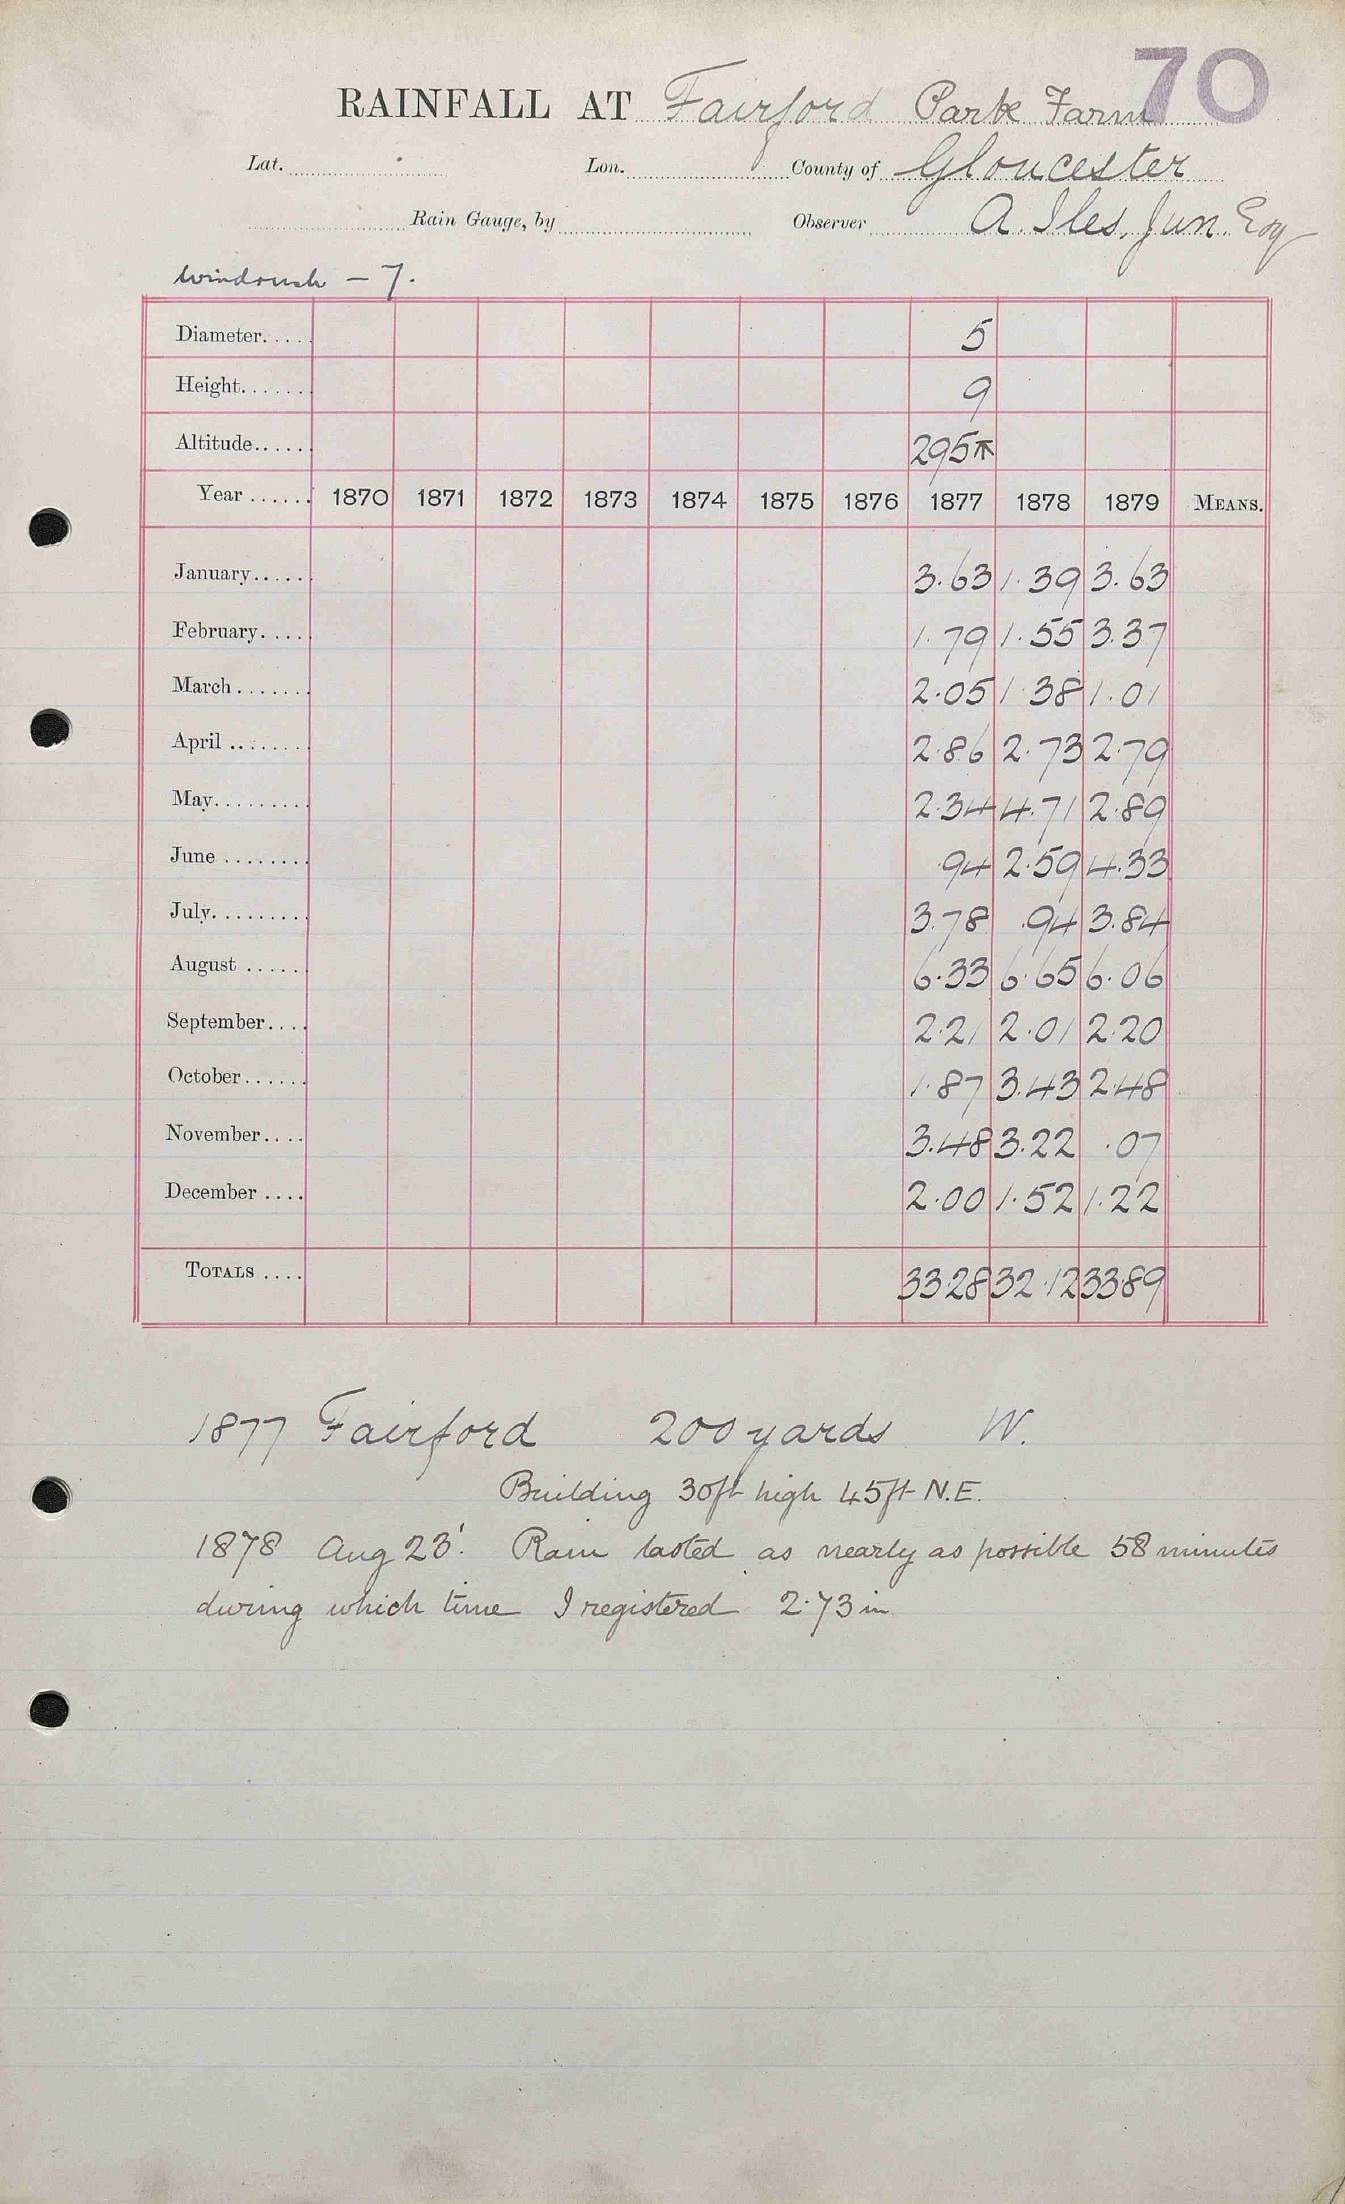 70
RAINFALL AT Fairford Park Farm
Lat. Lon. County of Gloucester
Rain Gauge, by Observer A. Iles, Jun. Esq
Windrush – 7.
Diameter..... 5
Height....... 9
Altitude...... 295⊼
Year ...... 1870 1871 1872 1873 1874 1875 1876 1877 1878 1879 MEANS.
January...... 3.63 1.39 3.63
February..... 1.79 1.55 3.37
March ....... 2.05 1.38 1.01
April ........ 2.86 2.73 2.79
May......... 2.34 4.71 2.89
June ........ .94 2.59 4.33
July......... 3.78 .94 3.84
August ...... 6.33 6.65 6.06
September.... 2.21 2.01 2.20
October...... 1.87 3.43 2.48
November.... 3.48 3.22 .07
December .... 2.00 1.52 1.22
TOTALS .... 33.28 32.12 33.89
1877 Fairford 200 yards W.
Building 30ft high 45ft N.E.
1878 Aug 23! Rain lasted as nearly as possible 58 minutes
during which time I registered 2.73 in